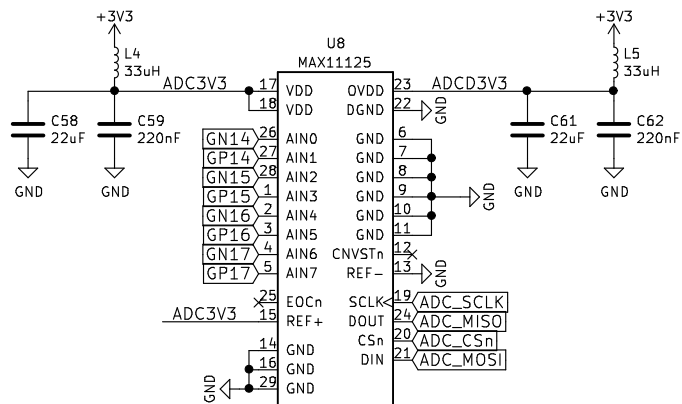 +3V3
+3V3
U8
MAX11125
L4
33uH
L5
33uH
ADC3V3
17
VDD
18
VDD
OVDD
23
ADCD3V3
DGND
22
GND
C58
22uF
C59
220nF
C61
22uF
C62
220nF
GND
GND
GND
GND
GN14
26
AIN0
GP14
27
AIN1
GN15
28
AIN2
GP15
1
AIN3
GN16
2
AIN4
GP16
3
AIN5
GN17
4
AIN6
GP17
5
AIN7
GND
6
GND
7
GND
8
GND
9
GND
GND
10
GND
11
CNVSTn
12
REF-
13
GND
25
EOCn
ADC3V3
15
REF+
SCLK
19
ADC_SCLK
DOUT
24
ADC_MISO
CSn
20
ADC_CSn
DIN
21
ADC_MOSI
14
GND
16
GND
GND
29
GND